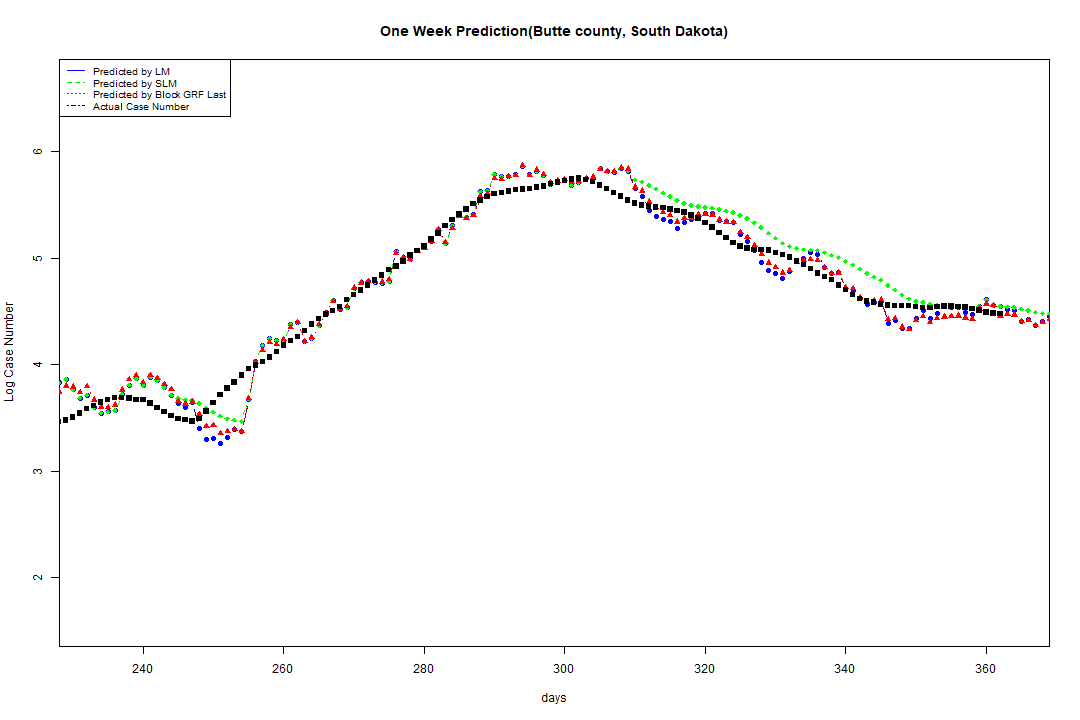 One Week Prediction(Butte county, South Dakota)
Predicted by LM
Predicted by SLM
Predicted by Block GRF Last
Actual Case Number
6
5
4
3
2
Log Case Number
240 260 280 300 320 340 360
days